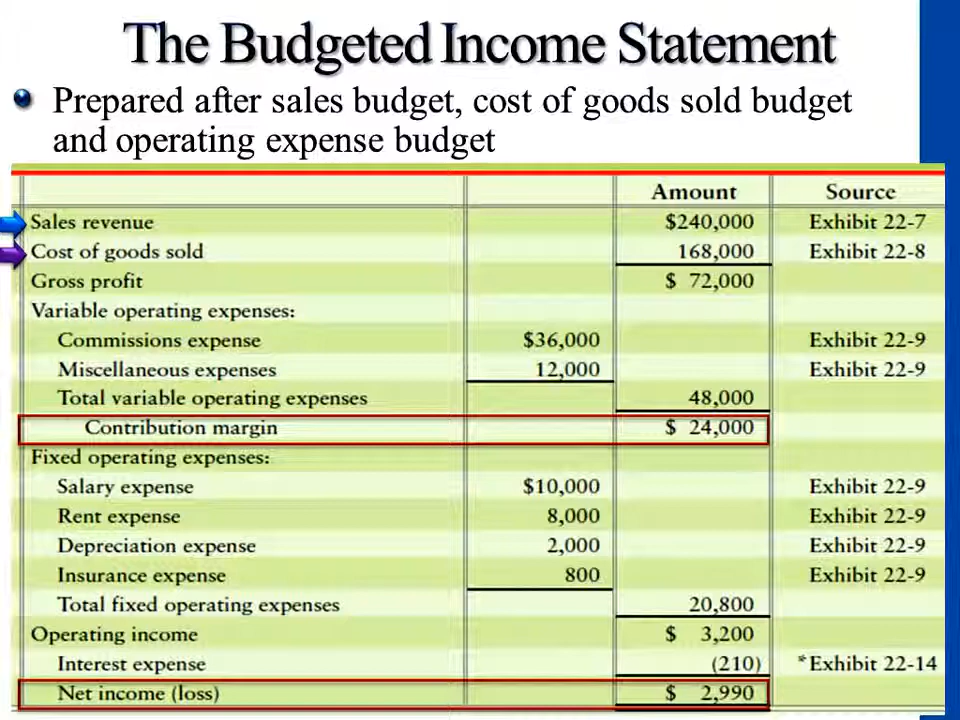 The Budgeted Income Statement
Prepared after sales budget, cost of goods sold budget
and operating expense budget
Amount Source
Sales revenue $240,000 Exhibit 22-7
Cost of goods sold 168,000 Exhibit 22-8
Gross profit $ 72,000
Variable operating expenses:
Commissions expense $36,000 Exhibit 22-9
Miscellaneous expenses 12,000 Exhibit 22-9
Total variable operating expenses 48,000
Contribution margin $ 24,000
Fixed operating expenses:
Salary expense $10,000 Exhibit 22-9
Rent expense 8,000 Exhibit 22-9
Depreciation expense 2,000 Exhibit 22-9
Insurance expense 800 Exhibit 22-9
Total fixed operating expenses 20,800
Operating income $ 3,200
Interest expense (210) *Exhibit 22-14
Net income (loss) $ 2,990